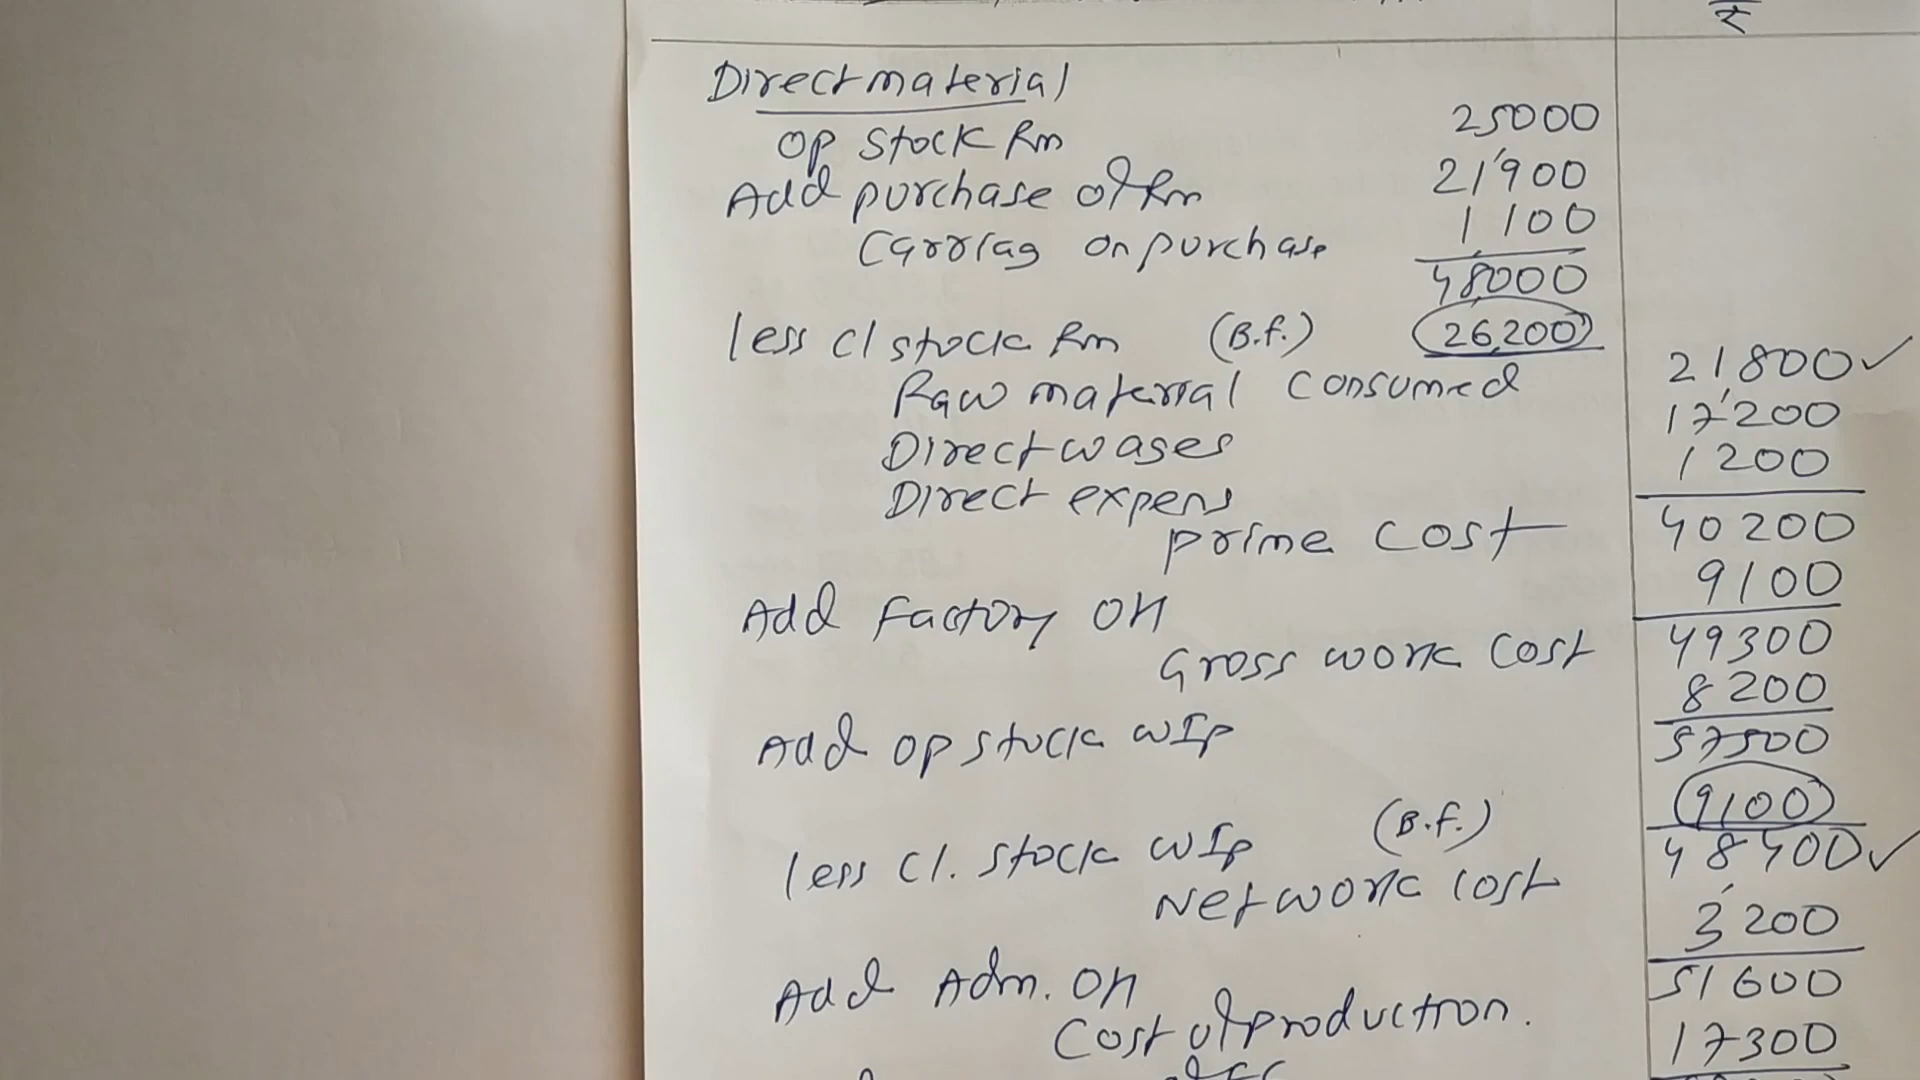 ₹
Direct material
Op Stock Rm 25000
Add purchase of Rm 21900
Carriag on purchase 1100
48000
less cl stock Rm (B.f.) 26,200
Raw material Consumed 21800✓
Direct wages 17200
Direct expens 1200
prime Cost 40200
Add Factory OH 9100
Gross work Cost 49300
Add op stock WIP 8200
57500
less Cl. Stock WIP (B.f.) 9100
Net work Cost 48400✓
Add Adm. OH 3200
Cost of production. 51600
17300